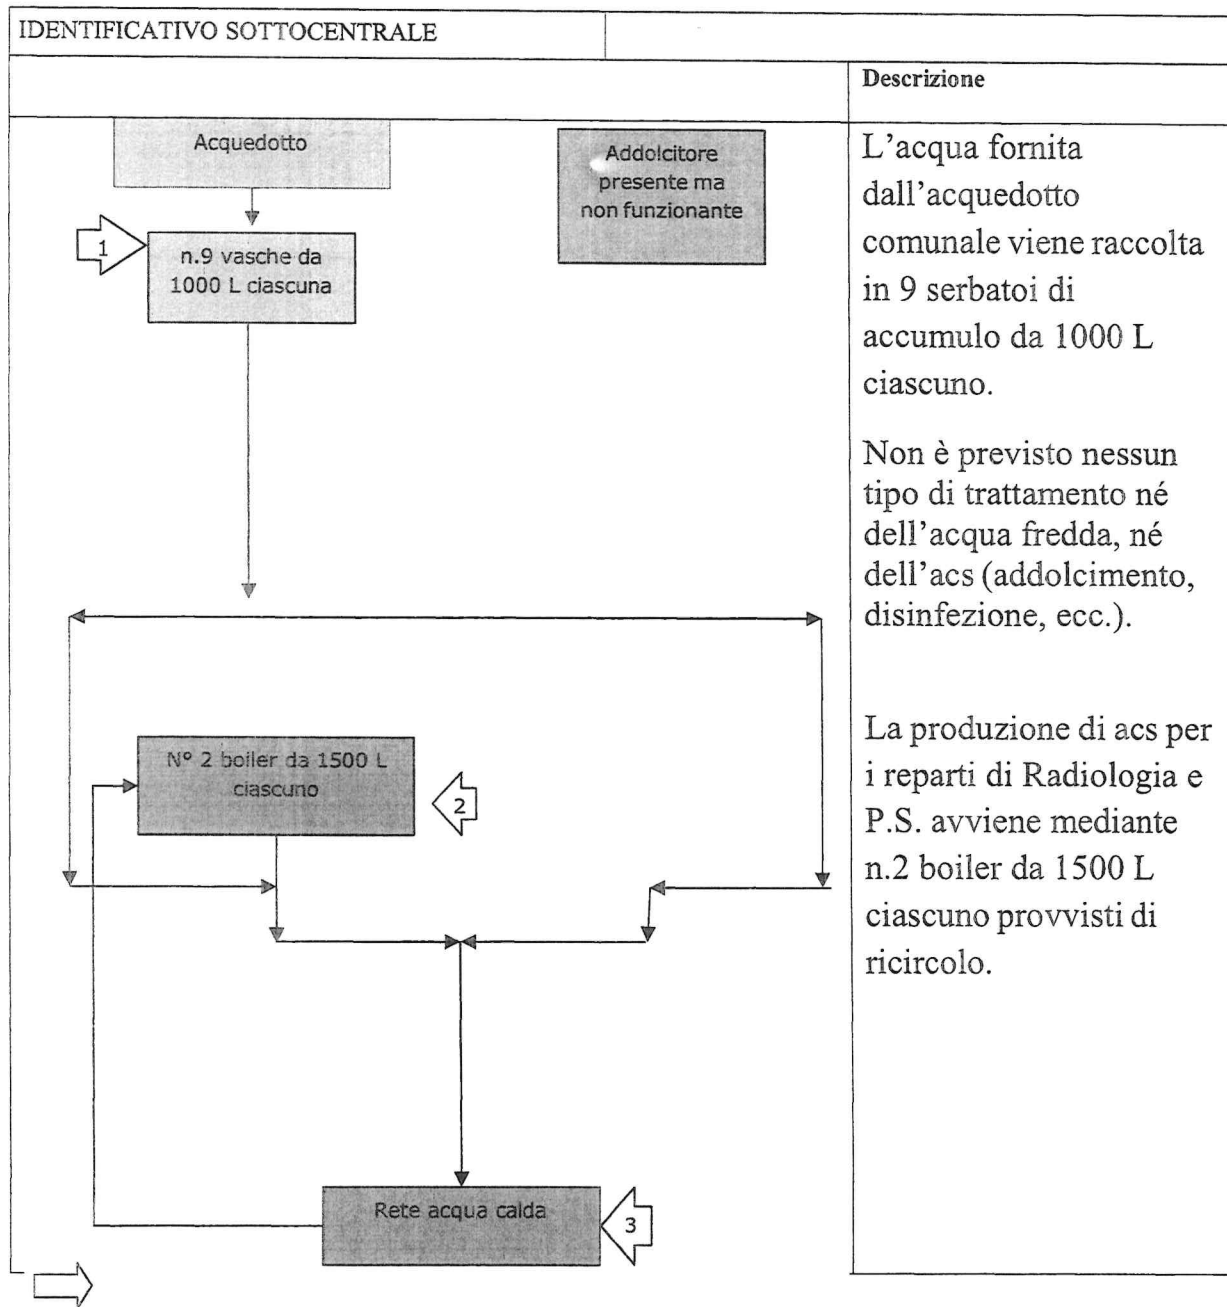 IDENTIFICATIVO SOTTOCENTRALE
Descrizione
Acquedotto
Addolcitore
presente ma
non funzionante
1
n.9 vasche da
1000 L ciascuna
L'acqua fornita
dall'acquedotto
comunale viene raccolta
in 9 serbatoi di
accumulo da 1000 L
ciascuno.
Non è previsto nessun
tipo di trattamento né
dell'acqua fredda, né
dell'acs (addolcimento,
disinfezione, ecc.).
N° 2 boiler da 1500 L
ciascuno
2
La produzione di acs per
i reparti di Radiologia e
P.S. avviene mediante
n.2 boiler da 1500 L
ciascuno provvisti di
ricircolo.
Rete acqua calda
3